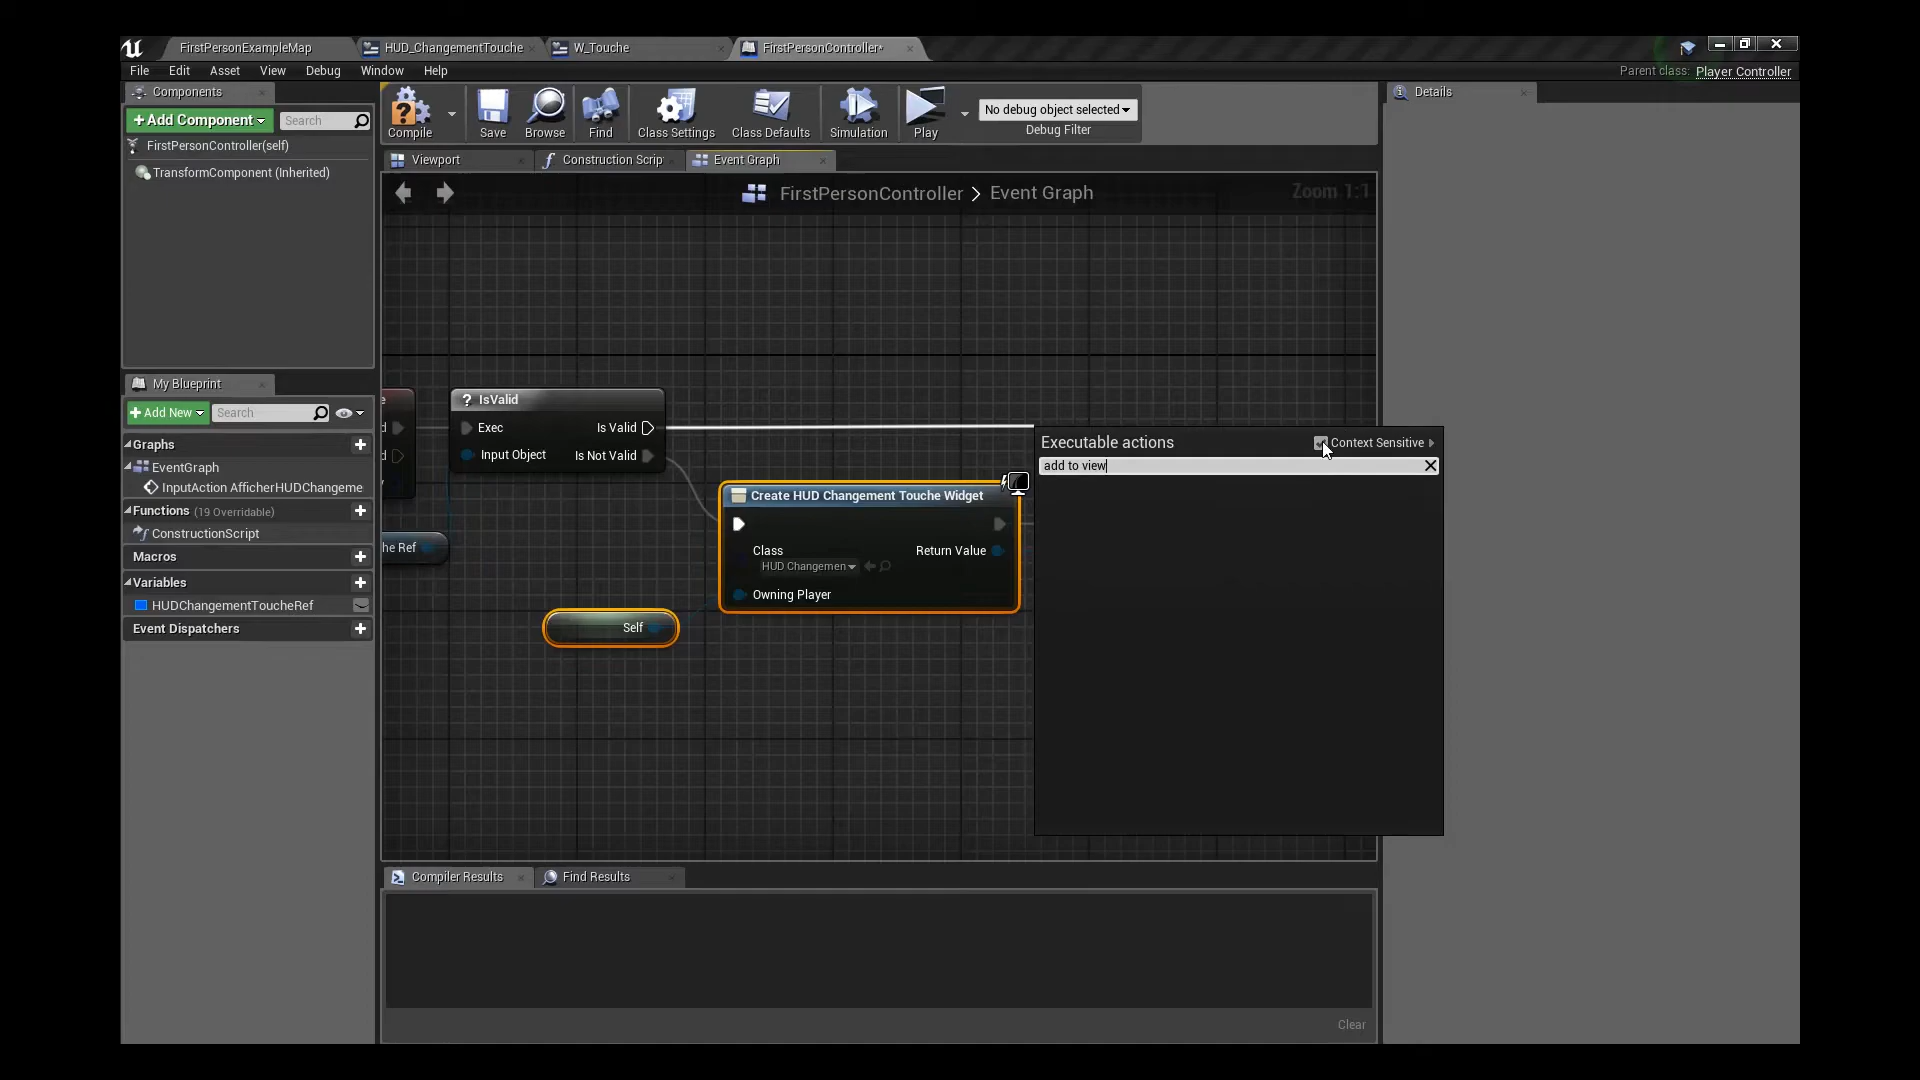 FirstPersonExampleMap
HUD_ChangementTouche
W_Touche
FirstPersonController*
File Edit Asset View Debug Window Help
Parent class: Player Controller
Components
+Add Component
Search
FirstPersonController(self)
TransformComponent (Inherited)
Compile
Save
Browse
Find
Class Settings
Class Defaults
Simulation
Play
No debug object selected
Debug Filter
Details
Viewport
Construction Scrip
Event Graph
FirstPersonController > Event Graph
Zoom 1:1
My Blueprint
+Add New
Search
Graphs
EventGraph
InputAction AfficherHUDChangeme
Functions (19 Overridable)
ConstructionScript
Macros
Variables
HUDChangementToucheRef
Event Dispatchers
e
d
d
he Ref
? IsValid
Exec
Is Valid
Input Object
Is Not Valid
Create HUD Changement Touche Widget
Class
HUD Changemen
Return Value
Owning Player
Self
Executable actions
Context Sensitive
add to view
Compiler Results
Find Results
Clear